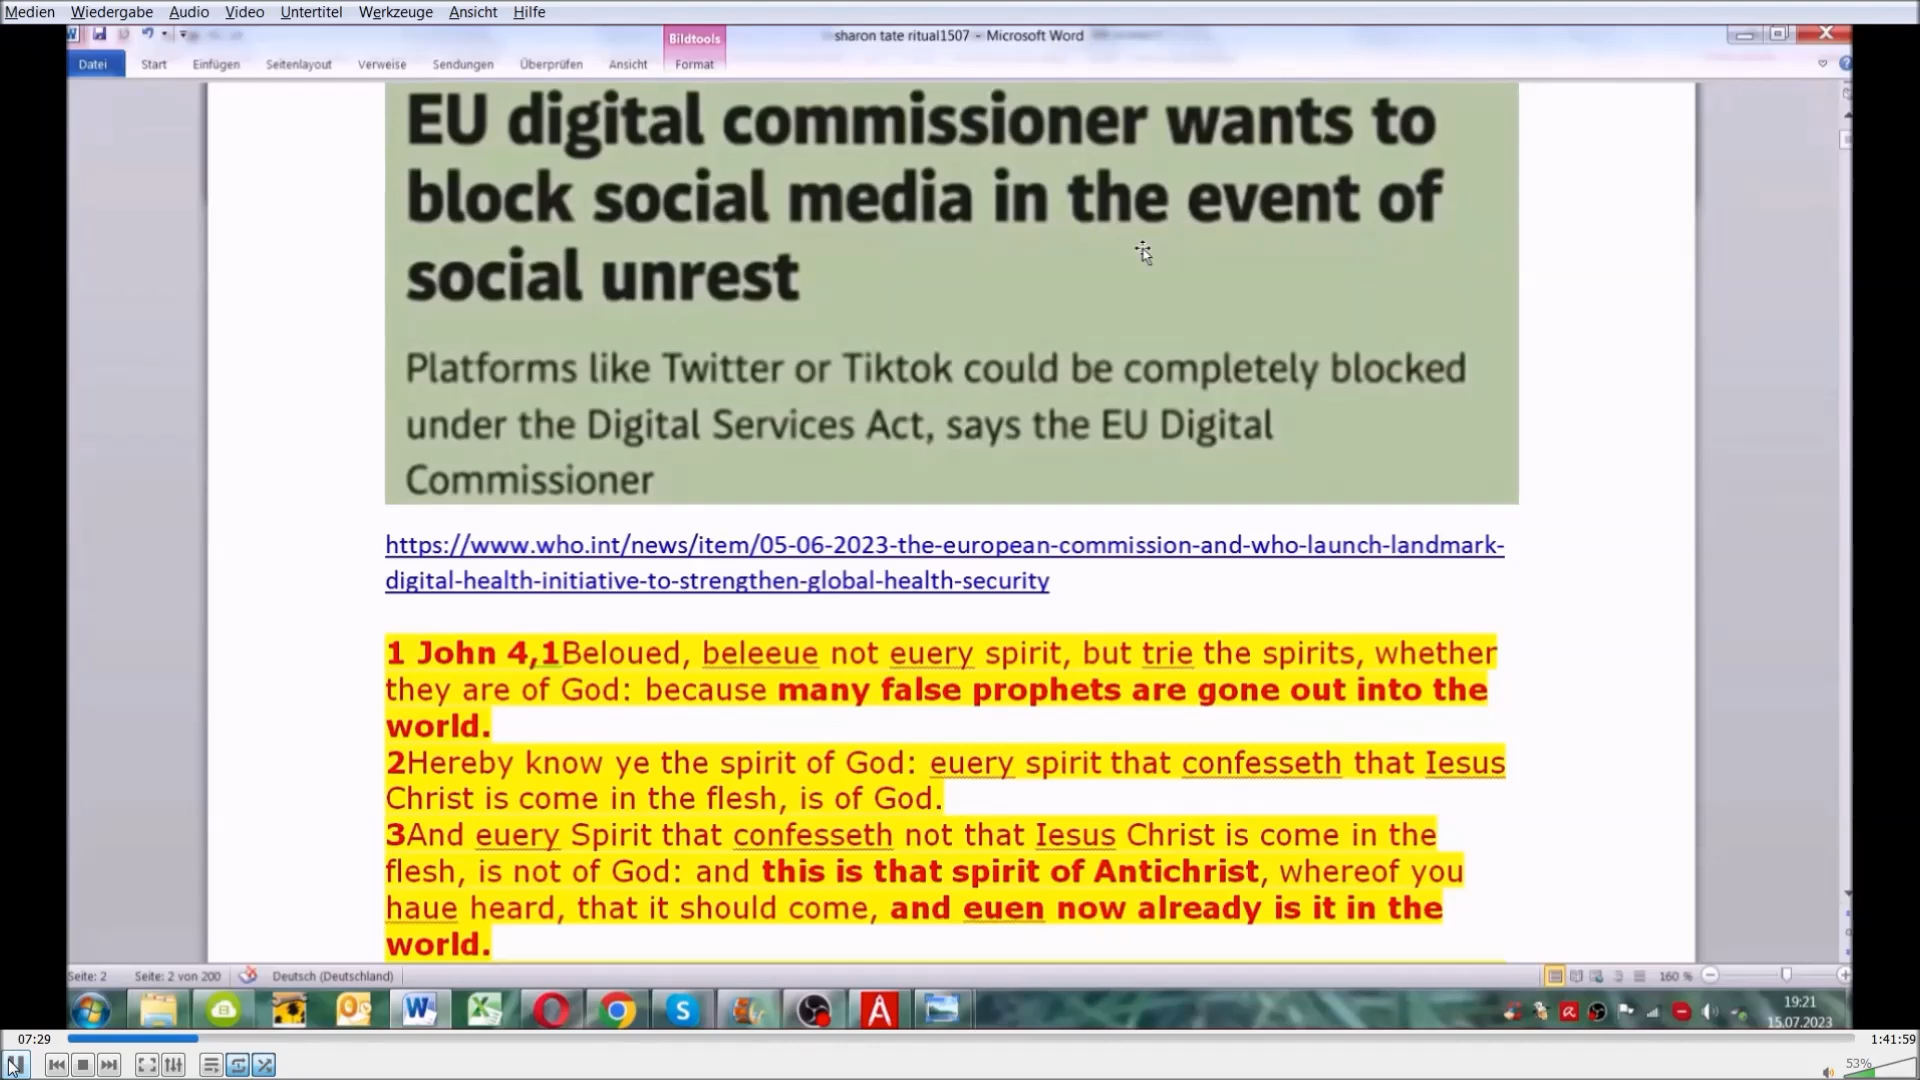 Medien Wiedergabe Audio Video Untertitel Werkzeuge Ansicht Hilfe
sharon tate ritual1507 - Microsoft Word
Bildtools
Datei Start Einfügen Seitenlayout Verweise Sendungen Überprüfen Ansicht Format
EU digital commissioner wants to
block social media in the event of
social unrest
Platforms like Twitter or Tiktok could be completely blocked
under the Digital Services Act, says the EU Digital
Commissioner
https://www.who.int/news/item/05-06-2023-the-european-commission-and-who-launch-landmark-
digital-health-initiative-to-strengthen-global-health-security
1 John 4,1Beloued, beleeue not euery spirit, but trie the spirits, whether
they are of God: because many false prophets are gone out into the
world.
2Hereby know ye the spirit of God: euery spirit that confesseth that Iesus
Christ is come in the flesh, is of God.
3And euery Spirit that confesseth not that Iesus Christ is come in the
flesh, is not of God: and this is that spirit of Antichrist, whereof you
haue heard, that it should come, and euen now already is it in the
world.
Seite: 2 Seite: 2 von 200 Deutsch (Deutschland) 160 %
19:21
15.07.2023
07:29 1:41:59
53%